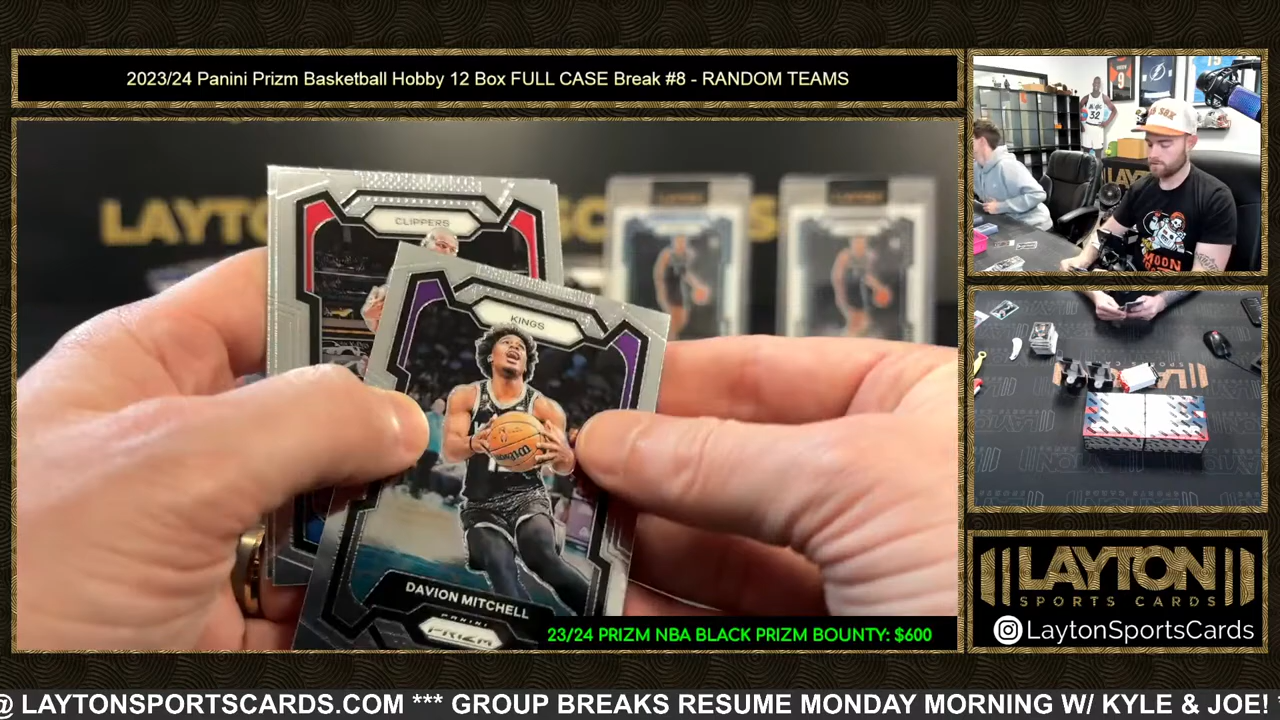 2023/24 Panini Prizm Basketball Hobby 12 Box FULL CASE Break #8 - RANDOM TEAMS
LAYT
CLIPPERS
KINGS
DAVION MITCHELL
PANINI
PRIZM
23/24 PRIZM NBA BLACK PRIZM BOUNTY: $600
LAYTON
SPORTS CARDS
LaytonSportsCards
@ LAYTONSPORTSCARDS.COM *** GROUP BREAKS RESUME MONDAY MORNING W/ KYLE & JOE!